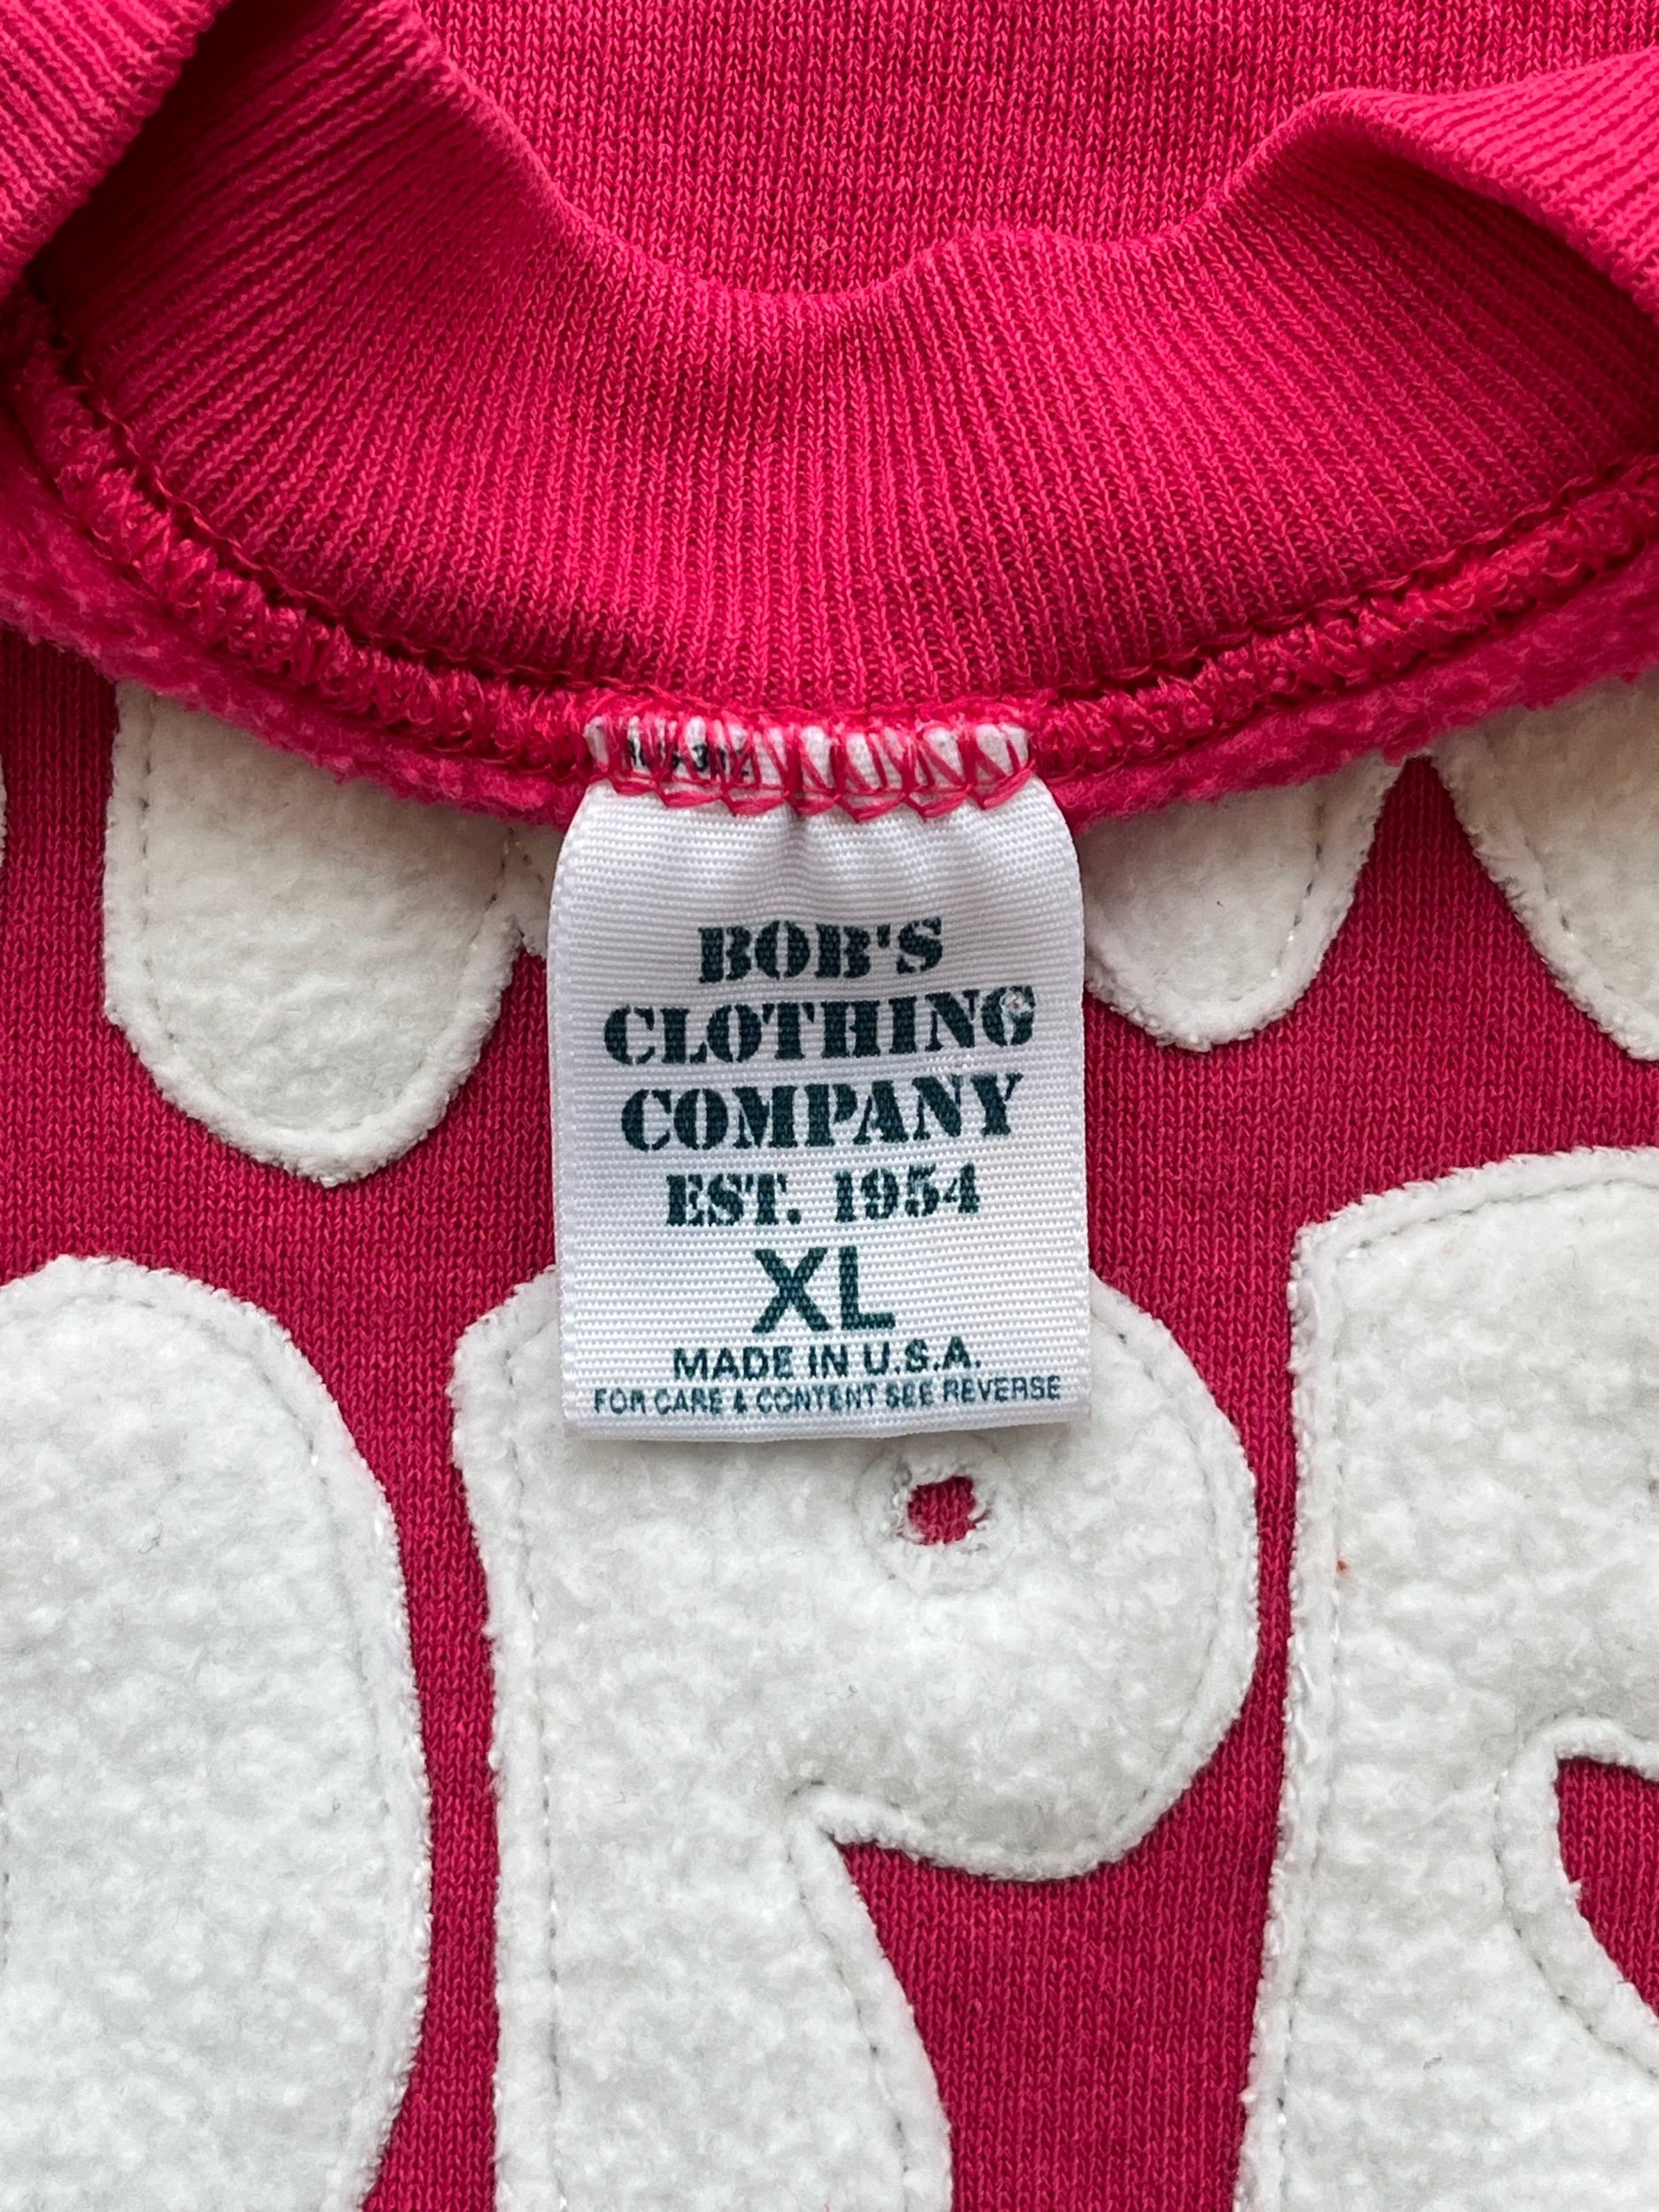 BOB'S
CLOTHING
COMPANY
EST. 1954
XL
MADE IN U.S.A.
FOR CARE & CONTENT SEE REVERSE